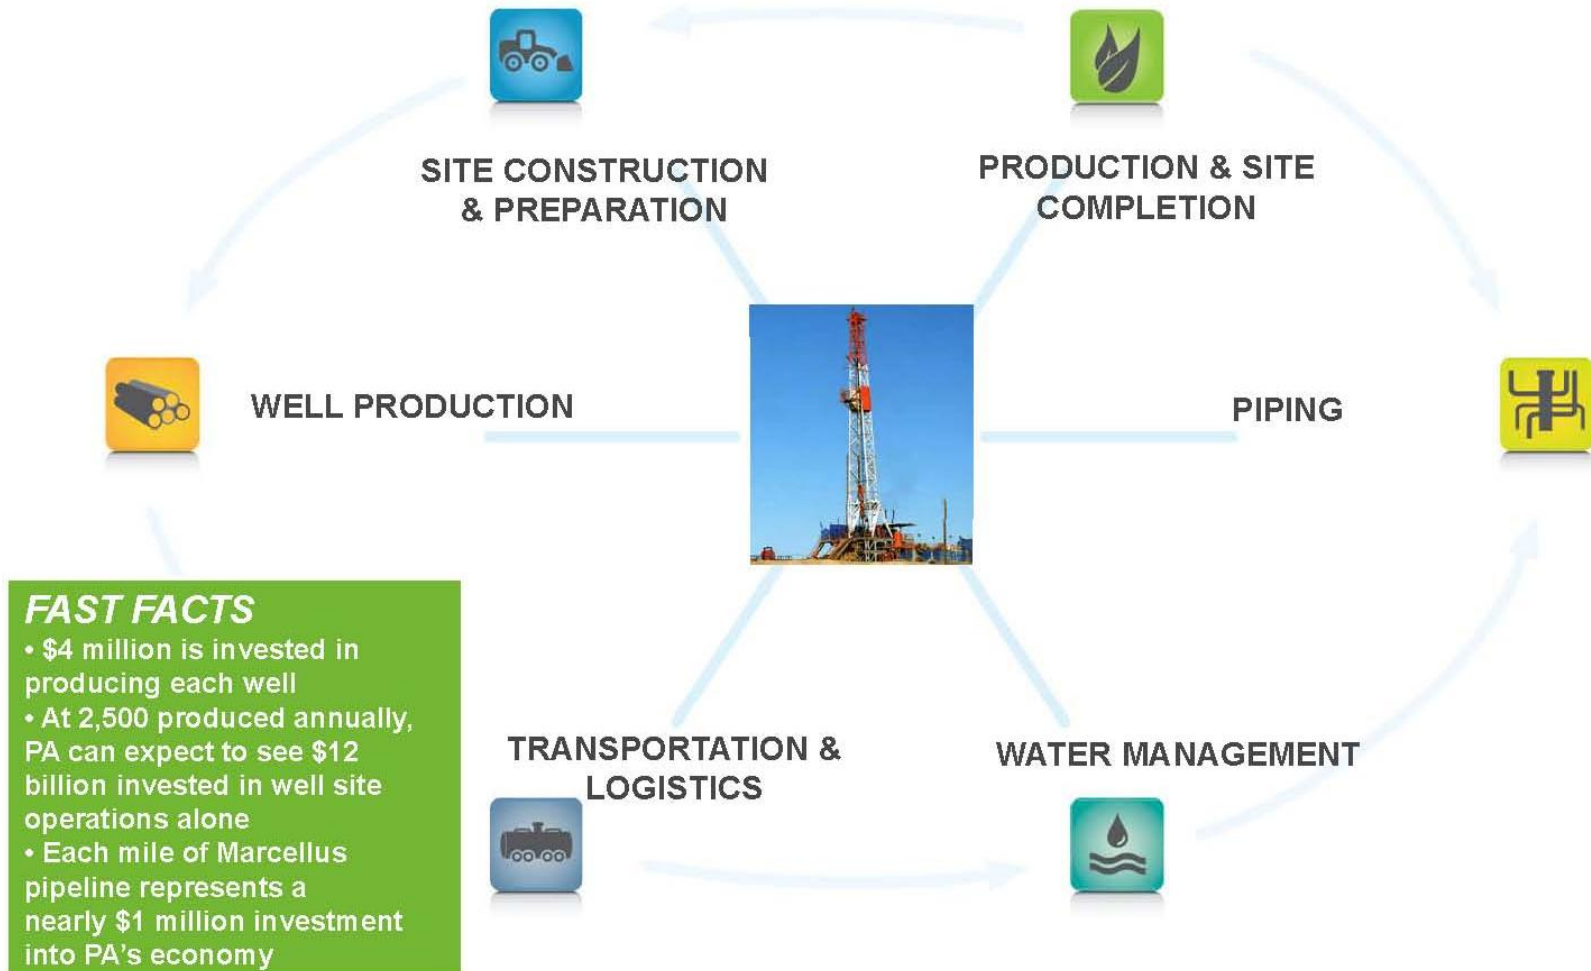 SITE CONSTRUCTION
& PREPARATION
PRODUCTION & SITE
COMPLETION
WELL PRODUCTION
PIPING
FAST FACTS
• $4 million is invested in
producing each well
• At 2,500 produced annually,
PA can expect to see $12
billion invested in well site
operations alone
• Each mile of Marcellus
pipeline represents a
nearly $1 million investment
into PA's economy
TRANSPORTATION &
LOGISTICS
WATER MANAGEMENT